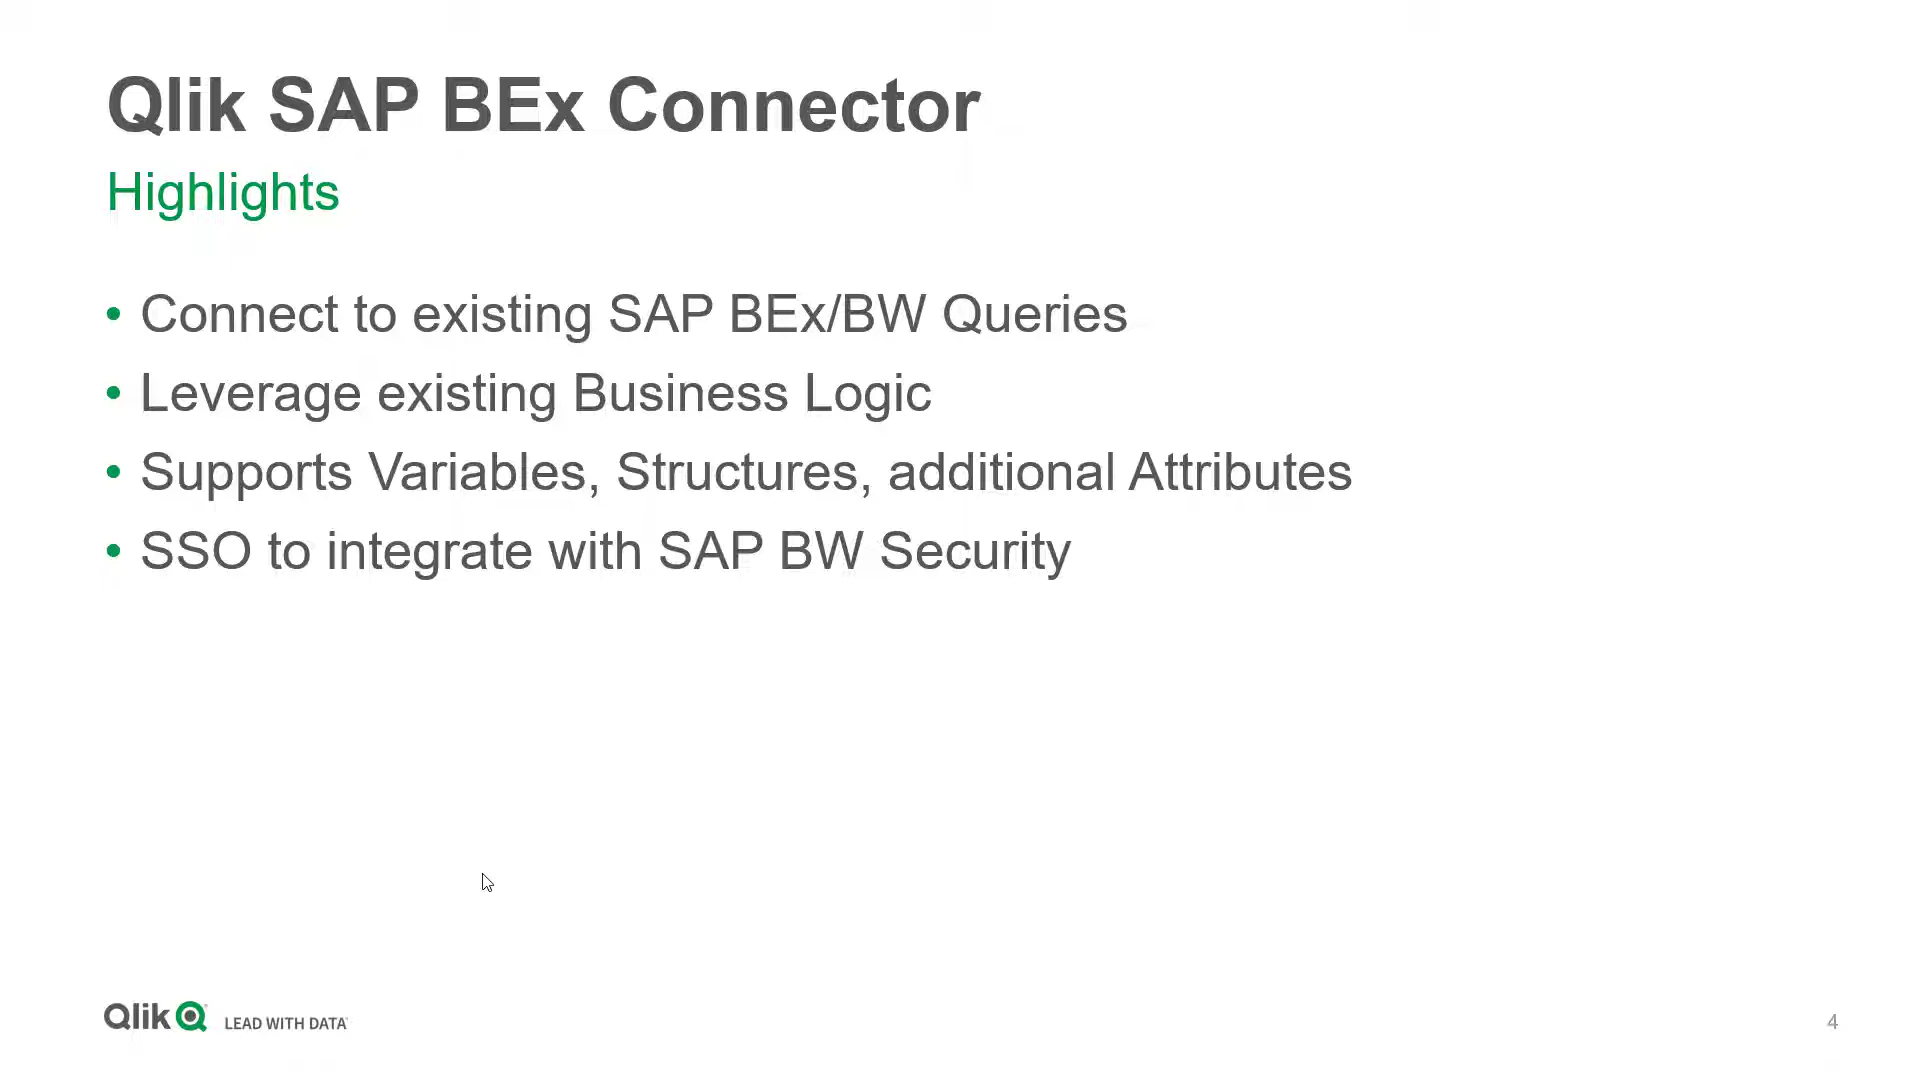 Qlik SAP BEx Connector
Highlights
• Connect to existing SAP BEx/BW Queries
• Leverage existing Business Logic
• Supports Variables, Structures, additional Attributes
• SSO to integrate with SAP BW Security
Qlik LEAD WITH DATA
4